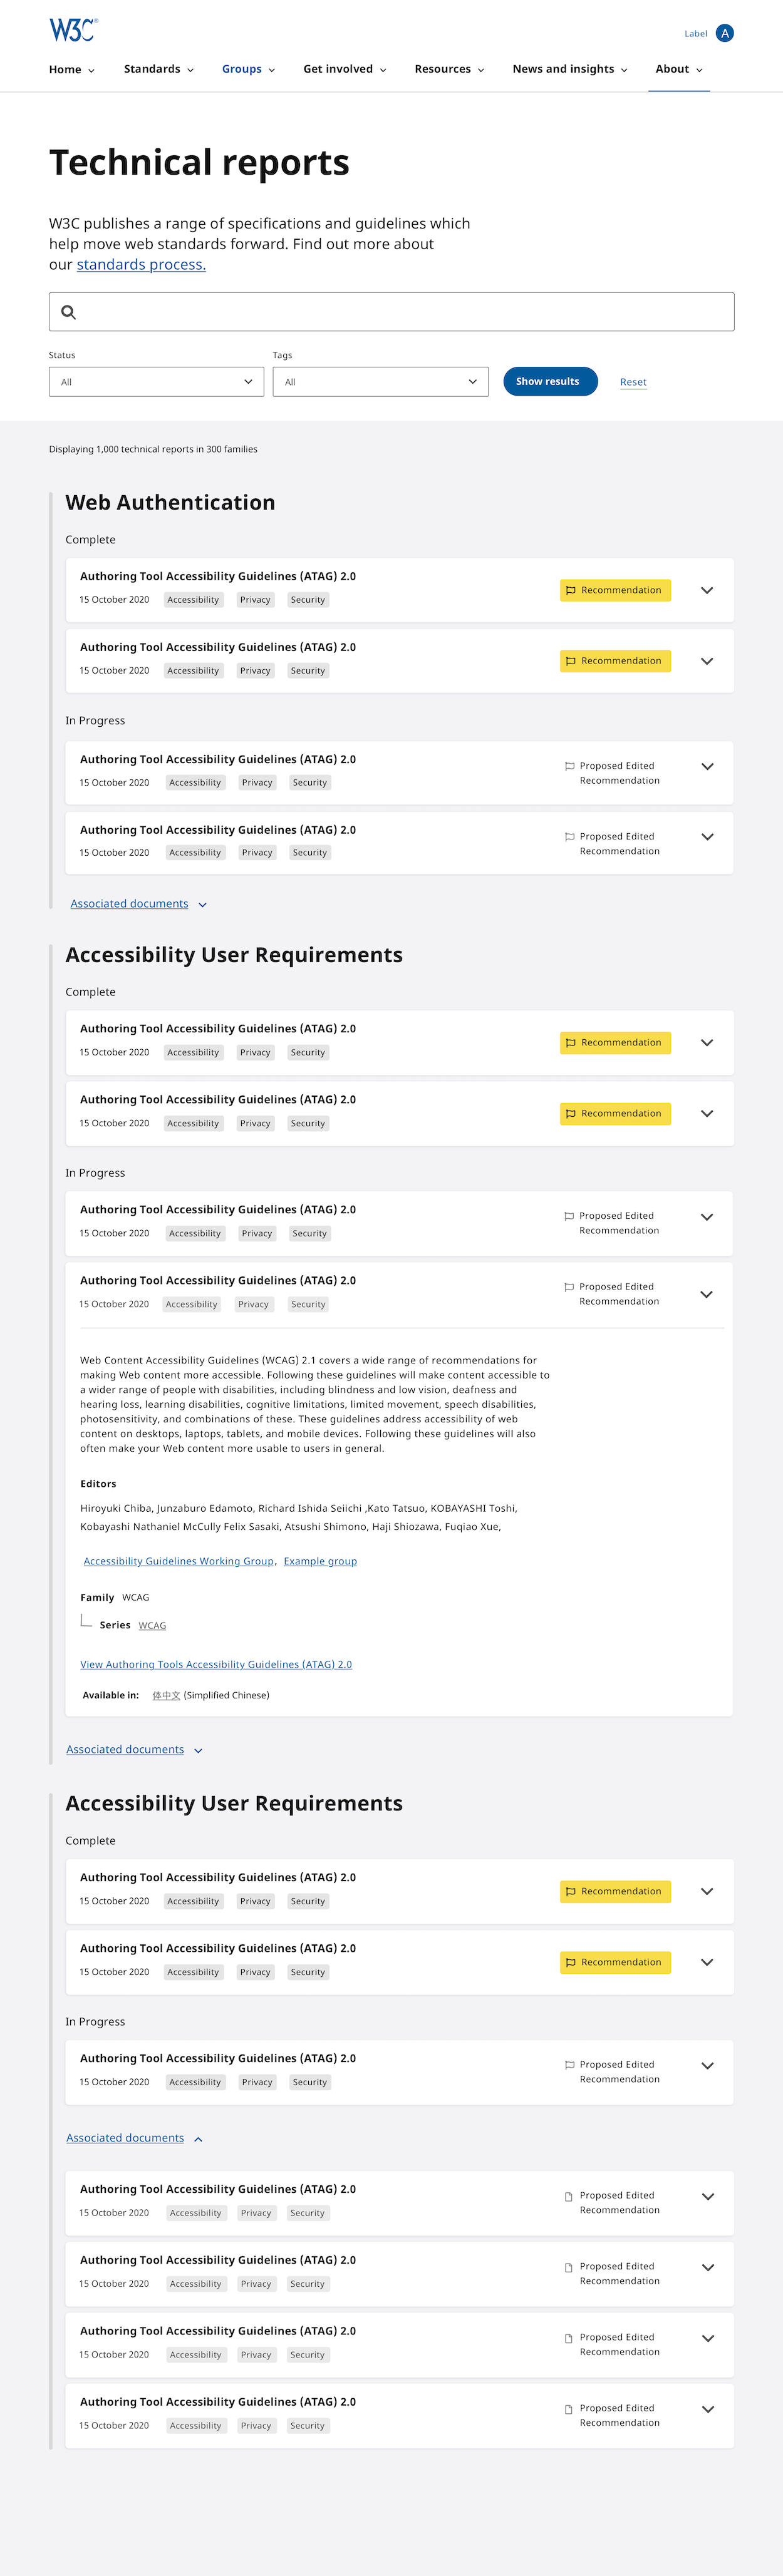 W3C®
Label A
Home Standards Groups Get involved Resources News and insights About
Technical reports
W3C publishes a range of specifications and guidelines which
help move web standards forward. Find out more about
our standards process.
Status Tags
All All Show results Reset
Displaying 1,000 technical reports in 300 families
Web Authentication
Complete
Authoring Tool Accessibility Guidelines (ATAG) 2.0
Recommendation
15 October 2020 Accessibility Privacy Security
Authoring Tool Accessibility Guidelines (ATAG) 2.0
Recommendation
15 October 2020 Accessibility Privacy Security
In Progress
Authoring Tool Accessibility Guidelines (ATAG) 2.0
Proposed Edited
Recommendation
15 October 2020 Accessibility Privacy Security
Authoring Tool Accessibility Guidelines (ATAG) 2.0
Proposed Edited
Recommendation
15 October 2020 Accessibility Privacy Security
Associated documents
Accessibility User Requirements
Complete
Authoring Tool Accessibility Guidelines (ATAG) 2.0
Recommendation
15 October 2020 Accessibility Privacy Security
Authoring Tool Accessibility Guidelines (ATAG) 2.0
Recommendation
15 October 2020 Accessibility Privacy Security
In Progress
Authoring Tool Accessibility Guidelines (ATAG) 2.0
Proposed Edited
Recommendation
15 October 2020 Accessibility Privacy Security
Authoring Tool Accessibility Guidelines (ATAG) 2.0
Proposed Edited
Recommendation
15 October 2020 Accessibility Privacy Security
Web Content Accessibility Guidelines (WCAG) 2.1 covers a wide range of recommendations for
making Web content more accessible. Following these guidelines will make content accessible to
a wider range of people with disabilities, including blindness and low vision, deafness and
hearing loss, learning disabilities, cognitive limitations, limited movement, speech disabilities,
photosensitivity, and combinations of these. These guidelines address accessibility of web
content on desktops, laptops, tablets, and mobile devices. Following these guidelines will also
often make your Web content more usable to users in general.
Editors
Hiroyuki Chiba, Junzaburo Edamoto, Richard Ishida Seiichi ,Kato Tatsuo, KOBAYASHI Toshi,
Kobayashi Nathaniel McCully Felix Sasaki, Atsushi Shimono, Haji Shiozawa, Fuqiao Xue,
Accessibility Guidelines Working Group, Example group
Family WCAG
Series WCAG
View Authoring Tools Accessibility Guidelines (ATAG) 2.0
Available in: 体中文 (Simplified Chinese)
Associated documents
Accessibility User Requirements
Complete
Authoring Tool Accessibility Guidelines (ATAG) 2.0
Recommendation
15 October 2020 Accessibility Privacy Security
Authoring Tool Accessibility Guidelines (ATAG) 2.0
Recommendation
15 October 2020 Accessibility Privacy Security
In Progress
Authoring Tool Accessibility Guidelines (ATAG) 2.0
Proposed Edited
Recommendation
15 October 2020 Accessibility Privacy Security
Associated documents
Authoring Tool Accessibility Guidelines (ATAG) 2.0
Proposed Edited
Recommendation
15 October 2020 Accessibility Privacy Security
Authoring Tool Accessibility Guidelines (ATAG) 2.0
Proposed Edited
Recommendation
15 October 2020 Accessibility Privacy Security
Authoring Tool Accessibility Guidelines (ATAG) 2.0
Proposed Edited
Recommendation
15 October 2020 Accessibility Privacy Security
Authoring Tool Accessibility Guidelines (ATAG) 2.0
Proposed Edited
Recommendation
15 October 2020 Accessibility Privacy Security